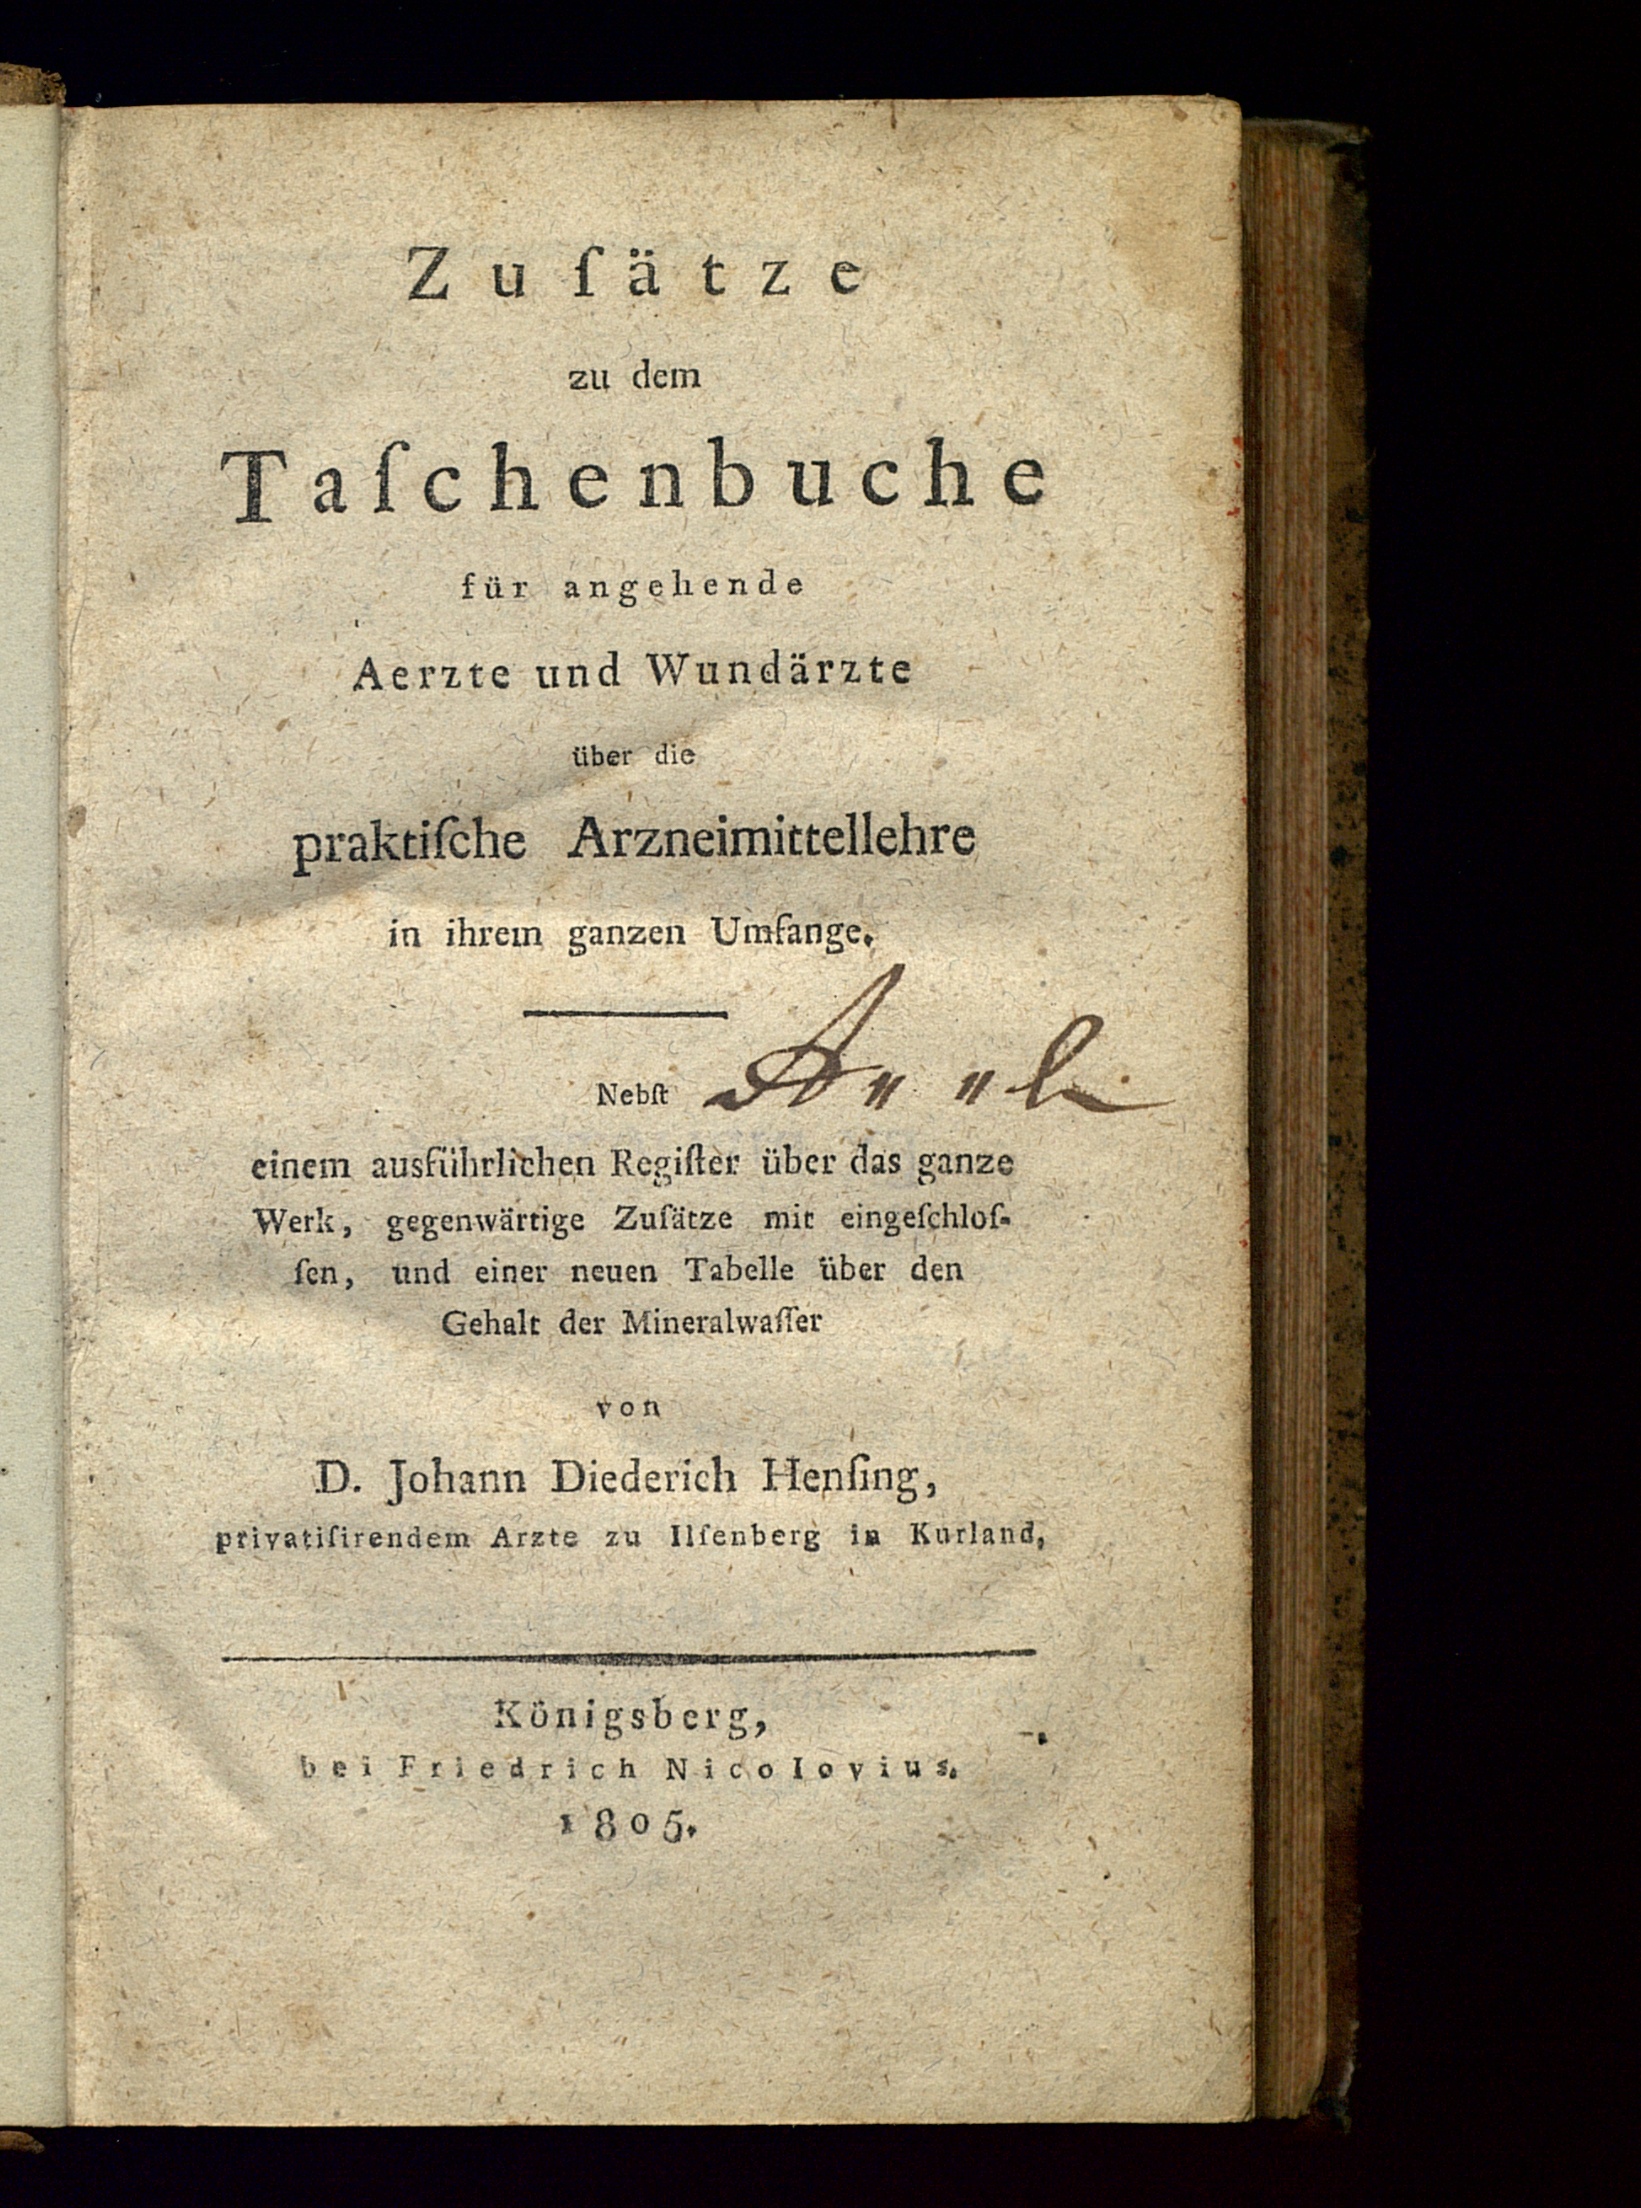 Zuſätze
zu dem
Taſchenbuche
für angehende
Aerzte und Wundärzte
über die
praktiſche Arzneimittellehre
in ihrem ganzen Umfange.
Nebſt
einem ausführlichen Regiſter über das ganze
Werk, gegenwärtige Zuſätze mit eingeſchloſ-
ſen, und einer neuen Tabelle über den
Gehalt der Mineralwaſſer
von
D. Johann Diederich Henſing,
privatiſirendem Arzte zu Ilſenberg in Kurland,
Königsberg,
bei Friedrich Nicolovius.
1805.